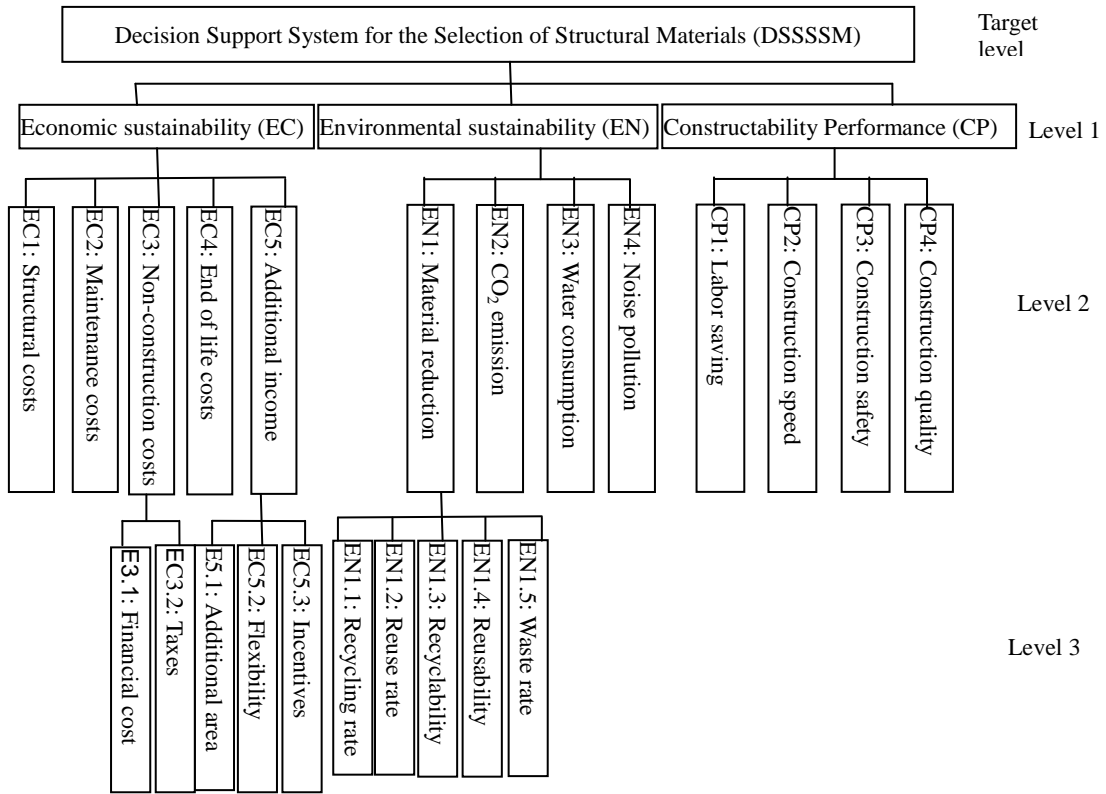 Decision Support System for the Selection of Structural Materials (DSSSSM)
Target
level
Economic sustainability (EC)
Environmental sustainability (EN)
Constructability Performance (CP)
Level 1
EC1: Structural costs
EC2: Maintenance costs
EC3: Non-construction costs
EC4: End of life costs
EC5: Additional income
EN1: Material reduction
EN2: CO₂ emission
EN3: Water consumption
EN4: Noise pollution
CP1: Labor saving
CP2: Construction speed
CP3: Construction safety
CP4: Construction quality
Level 2
E3.1: Financial cost
EC3.2: Taxes
E5.1: Additional area
EC5.2: Flexibility
EC5.3: Incentives
EN1.1: Recycling rate
EN1.2: Reuse rate
EN1.3: Recyclability
EN1.4: Reusability
EN1.5: Waste rate
Level 3